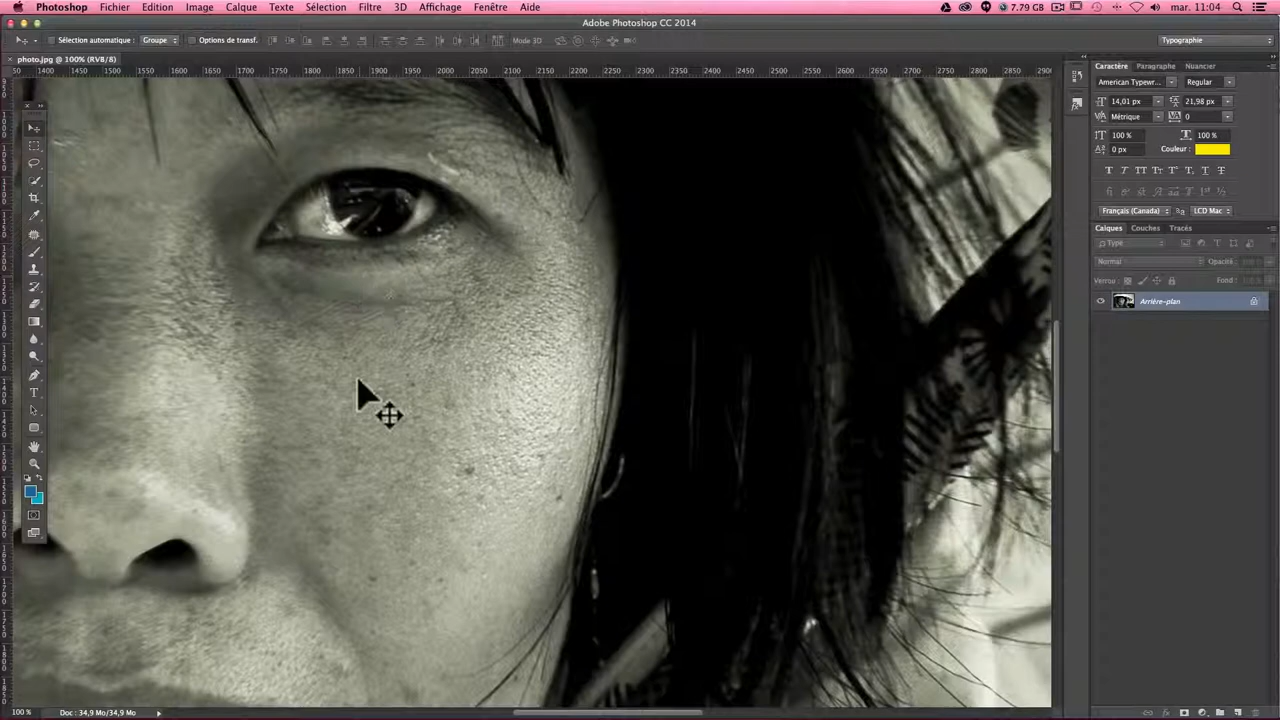 Photoshop Fichier Edition Image Calque Texte Sélection Filtre 3D Affichage Fenêtre Aide 7.79 GB mar. 11:04
Adobe Photoshop CC 2014
Sélection automatique : Groupe Options de transf. Mode 3D Typographie
photo.jpg @ 100% (RVB/8)
50 1400 1450 1500 1550 1600 1650 1700 1750 1800 1850 1900 1950 2000 2050 2100 2150 2200 2250 2300 2350 2400 2450 2500 2550 2600 2650 2700 2750 2800 2850 2900
Caractère Paragraphe Nuancier
American Typewr... Regular
14,01 px 21,98 px
Métrique 0
100 % 100 %
0 px Couleur :
Français (Canada) LCD Mac
Calques Couches Tracés
Type
Normal Opacité :
Verrou : Fond :
Arrière-plan
100 % Doc : 34,9 Mo/34,9 Mo